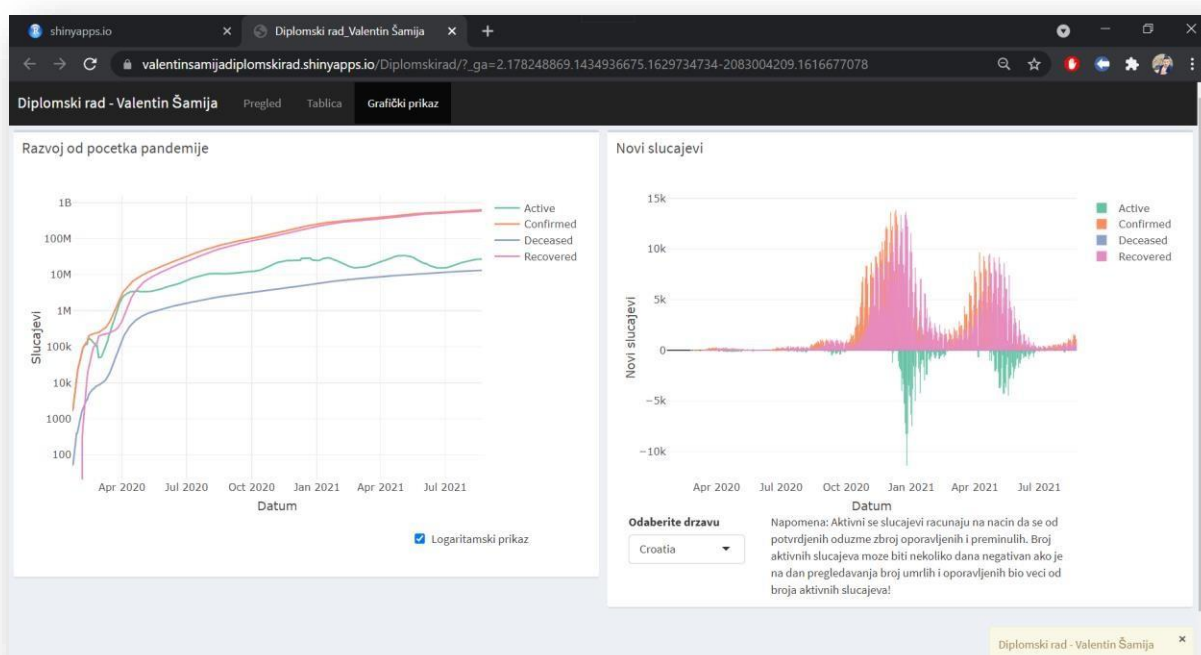 shinyapps.io
Diplomski rad_Valentin Šamija
valentinsamijadiplomskirad.shinyapps.io/Diplomskirad/?_ga=2.178248869.1434936675.1629734734-2083004209.1616677078
Diplomski rad - Valentin Šamija
Pregled
Tablica
Grafički prikaz
Razvoj od pocetka pandemije
1B
100M
10M
1M
100k
10k
1000
100
Slucajevi
Apr 2020
Jul 2020
Oct 2020
Jan 2021
Apr 2021
Jul 2021
Datum
Active
Confirmed
Deceased
Recovered
Logaritamski prikaz
Novi slucajevi
15k
10k
5k
0
−5k
−10k
Novi slucajevi
Apr 2020
Jul 2020
Oct 2020
Jan 2021
Apr 2021
Jul 2021
Datum
Active
Confirmed
Deceased
Recovered
Odaberite drzavu
Croatia
Napomena: Aktivni se slucajevi racunaju na nacin da se od
potvrdjenih oduzme zbroj oporavljenih i preminulih. Broj
aktivnih slucajeva moze biti nekoliko dana negativan ako je
na dan pregledavanja broj umrlih i oporavljenih bio veci od
broja aktivnih slucajeva!
Diplomski rad - Valentin Šamija